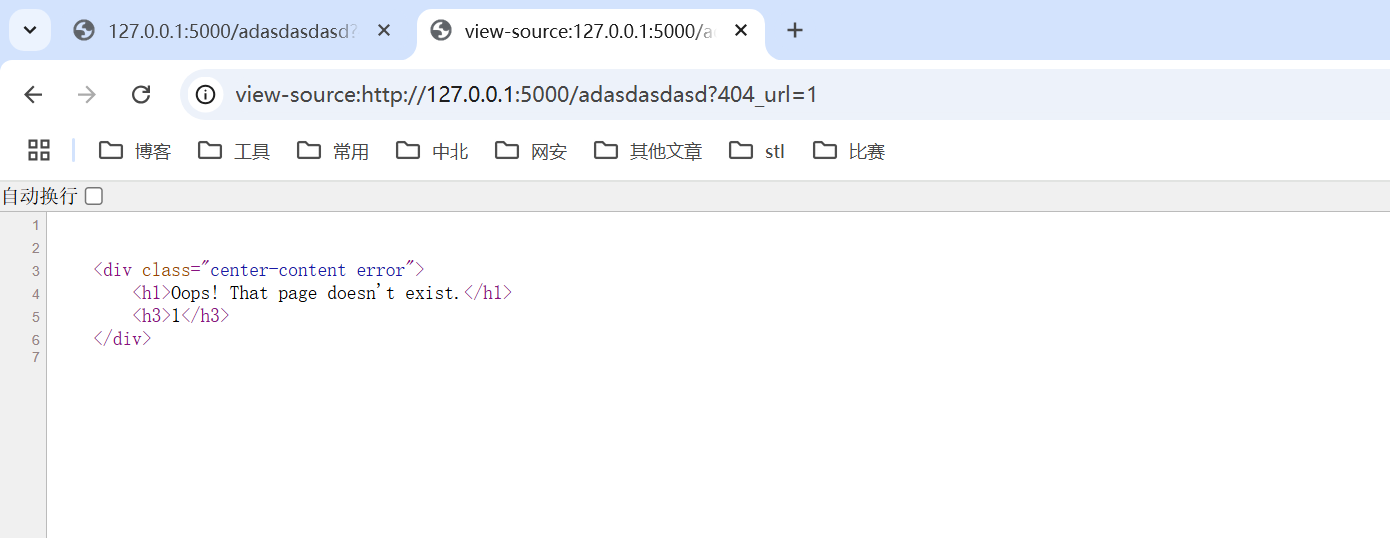 127.0.0.1:5000/adasdasdasd?
view-source:127.0.0.1:5000/a
view-source:http://127.0.0.1:5000/adasdasdasd?404_url=1
博客 工具 常用 中北 网安 其他文章 stl 比赛
自动换行
1
2
3 <div class="center-content error">
4 <h1>Oops! That page doesn't exist.</h1>
5 <h3>1</h3>
6 </div>
7